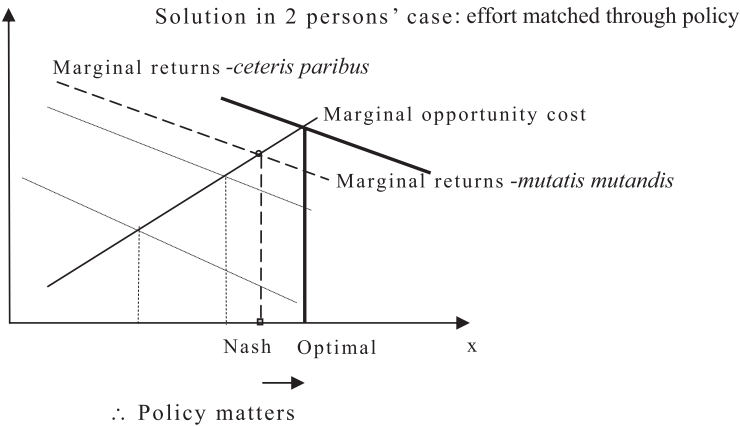 Solution in 2 persons’ case: effort matched through policy
Marginal returns -ceteris paribus
Marginal opportunity cost
Marginal returns -mutatis mutandis
Nash Optimal x
∴ Policy matters